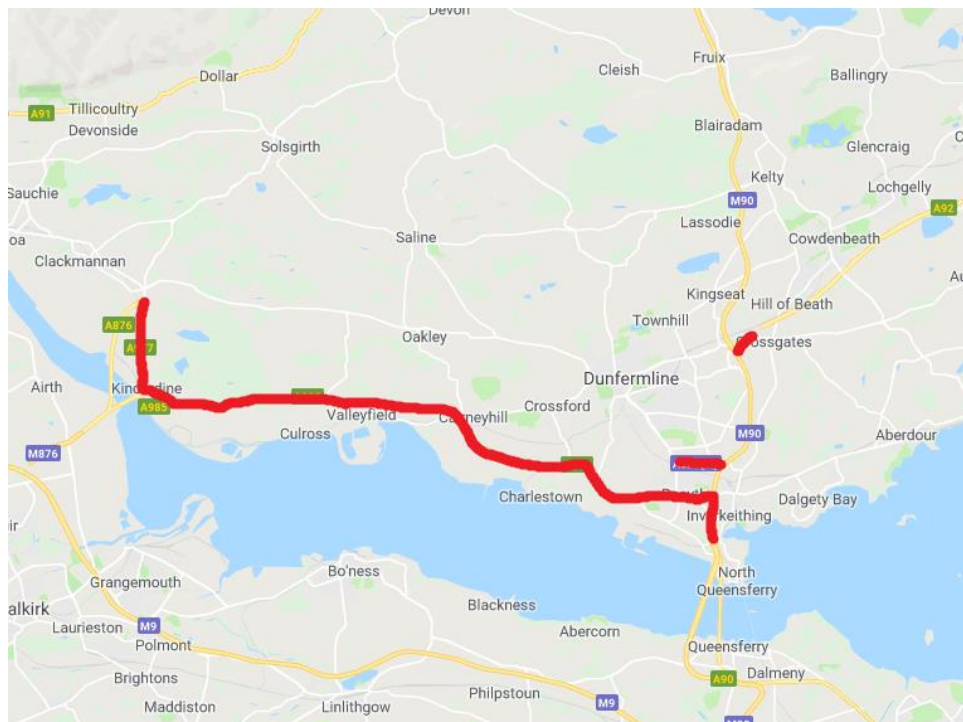 Devon
Cleish
Fruix
Ballingry
Dollar
A91
Tillicoultry
Devonside
Solsgirth
Blairadam
Glencraig
Kelty
Lochgelly
Sauchie
M90
A92
Lassodie
oa
Saline
Cowdenbeath
Clackmannan
Kingseat
Hill of Beath
A876
Townhill
Oakley
Crossgates
Airth
Dunfermline
A985
Crossford
Valleyfield
Culross
M90
Aberdour
M876
Charlestown
Dalgety Bay
Inverkeithing
Bo'ness
North
Queensferry
Grangemouth
alkirk
Blackness
Laurieston
M9
Abercorn
Polmont
Queensferry
Brightons
A90
Dalmeny
Philpstoun
Maddiston
Linlithgow
M9